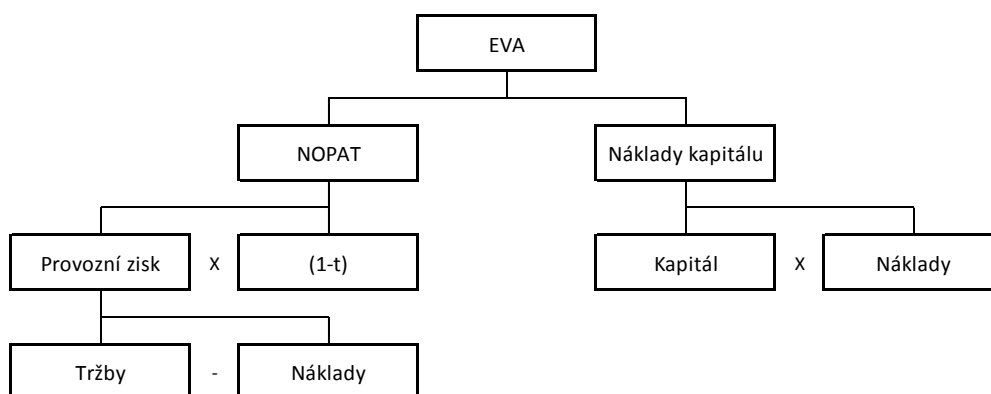 EVA
NOPAT
Náklady kapitálu
Provozní zisk X (1-t)
Kapitál X Náklady
Tržby - Náklady